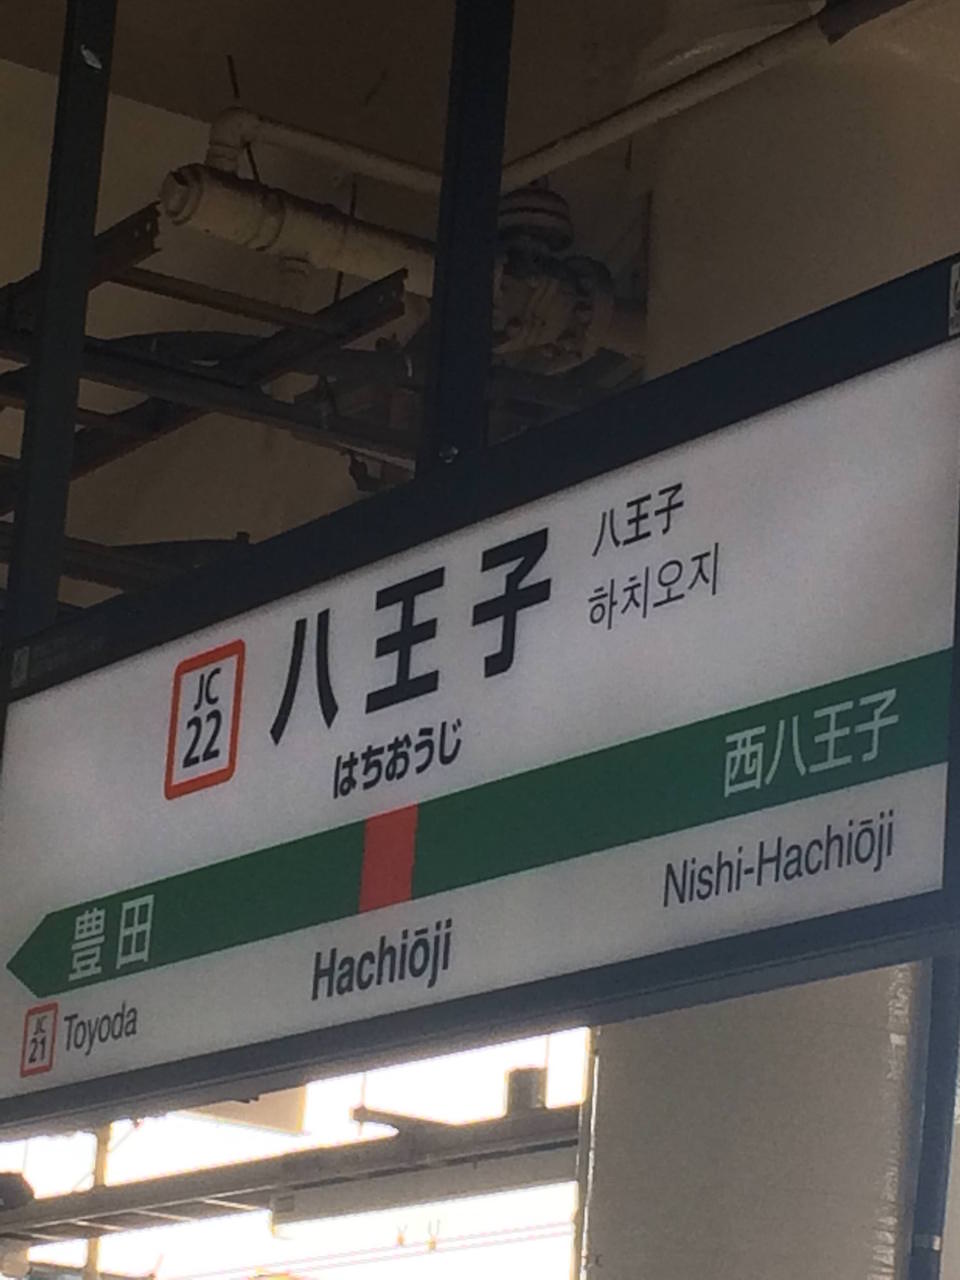 JC
22
八王子
八王子
하치오지
はちおうじ
豊田
西八王子
JC
21
Toyoda
Hachiōji
Nishi-Hachiōji